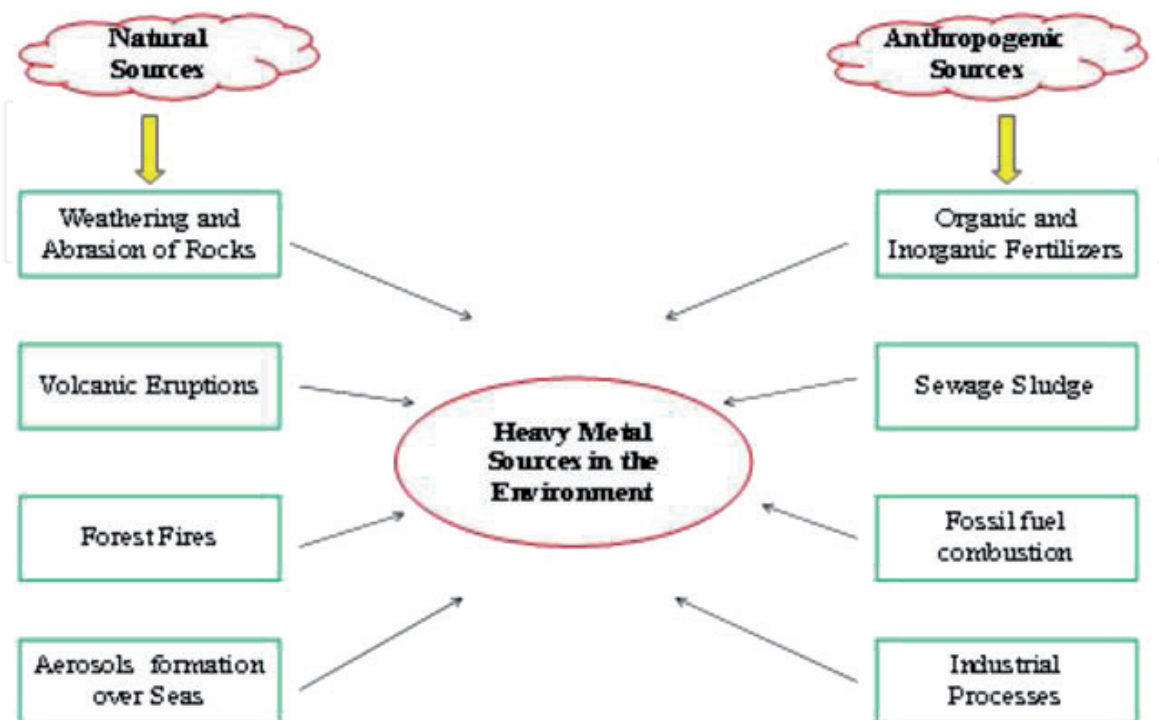 Natural
Sources
Anthropogenic
Sources
Weathering and
Abrasion of Rocks
Organic and
Inorganic Fertilizers
Volcanic Eruptions
Sewage Sludge
Heavy Metal
Sources in the
Environment
Forest Fires
Fossil fuel
combustion
Aerosols formation
over Seas
Industrial
Processes